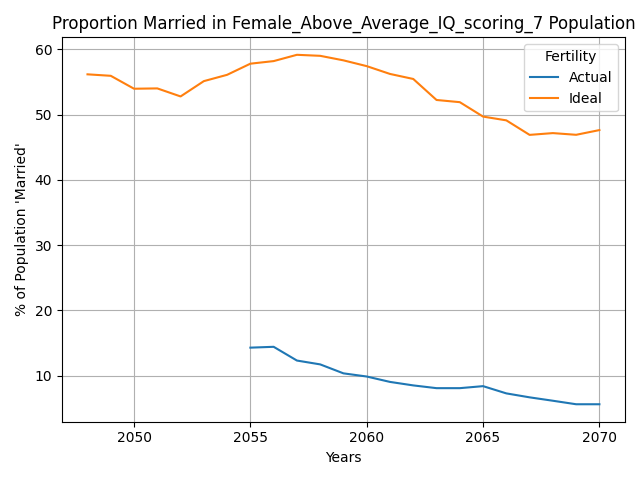 Proportion Married in Female_Above_Average_IQ_scoring_7 Population
% of Population 'Married'
60
50
40
30
20
10
Fertility
Actual
Ideal
2050 2055 2060 2065 2070
Years